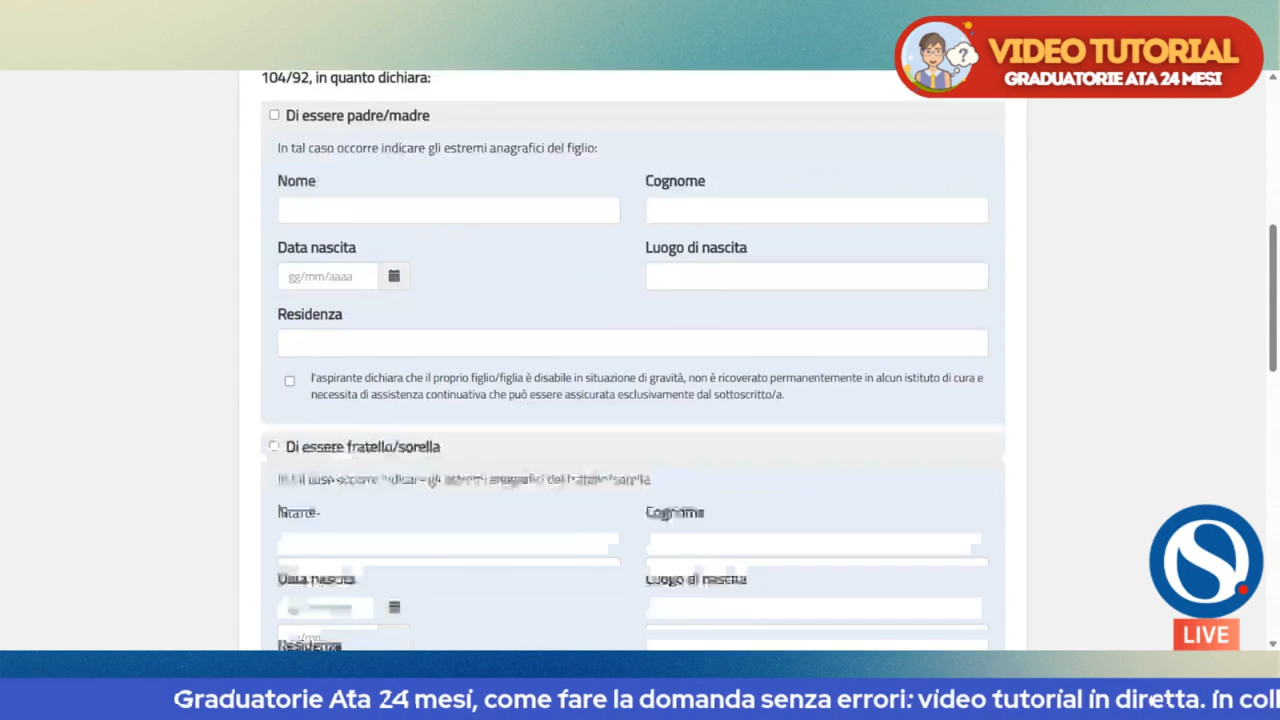 VIDEO TUTORIAL
GRADUATORIE ATA 24 MESI
104/92, in quanto dichiara:
Di essere padre/madre
In tal caso occorre indicare gli estremi anagrafici del figlio:
Nome Cognome
Data nascita Luogo di nascita
gg/mm/aaaa
Residenza
l'aspirante dichiara che il proprio figlio/figlia è disabile in situazione di gravità, non è ricoverato permanentemente in alcun istituto di cura e
necessita di assistenza continuativa che può essere assicurata esclusivamente dal sottoscritto/a.
Di essere fratello/sorella
Cognome
Data nascita Luogo di nascita
Residenza
LIVE
Graduatorie Ata 24 mesi, come fare la domanda senza errori: video tutorial in diretta. In coll